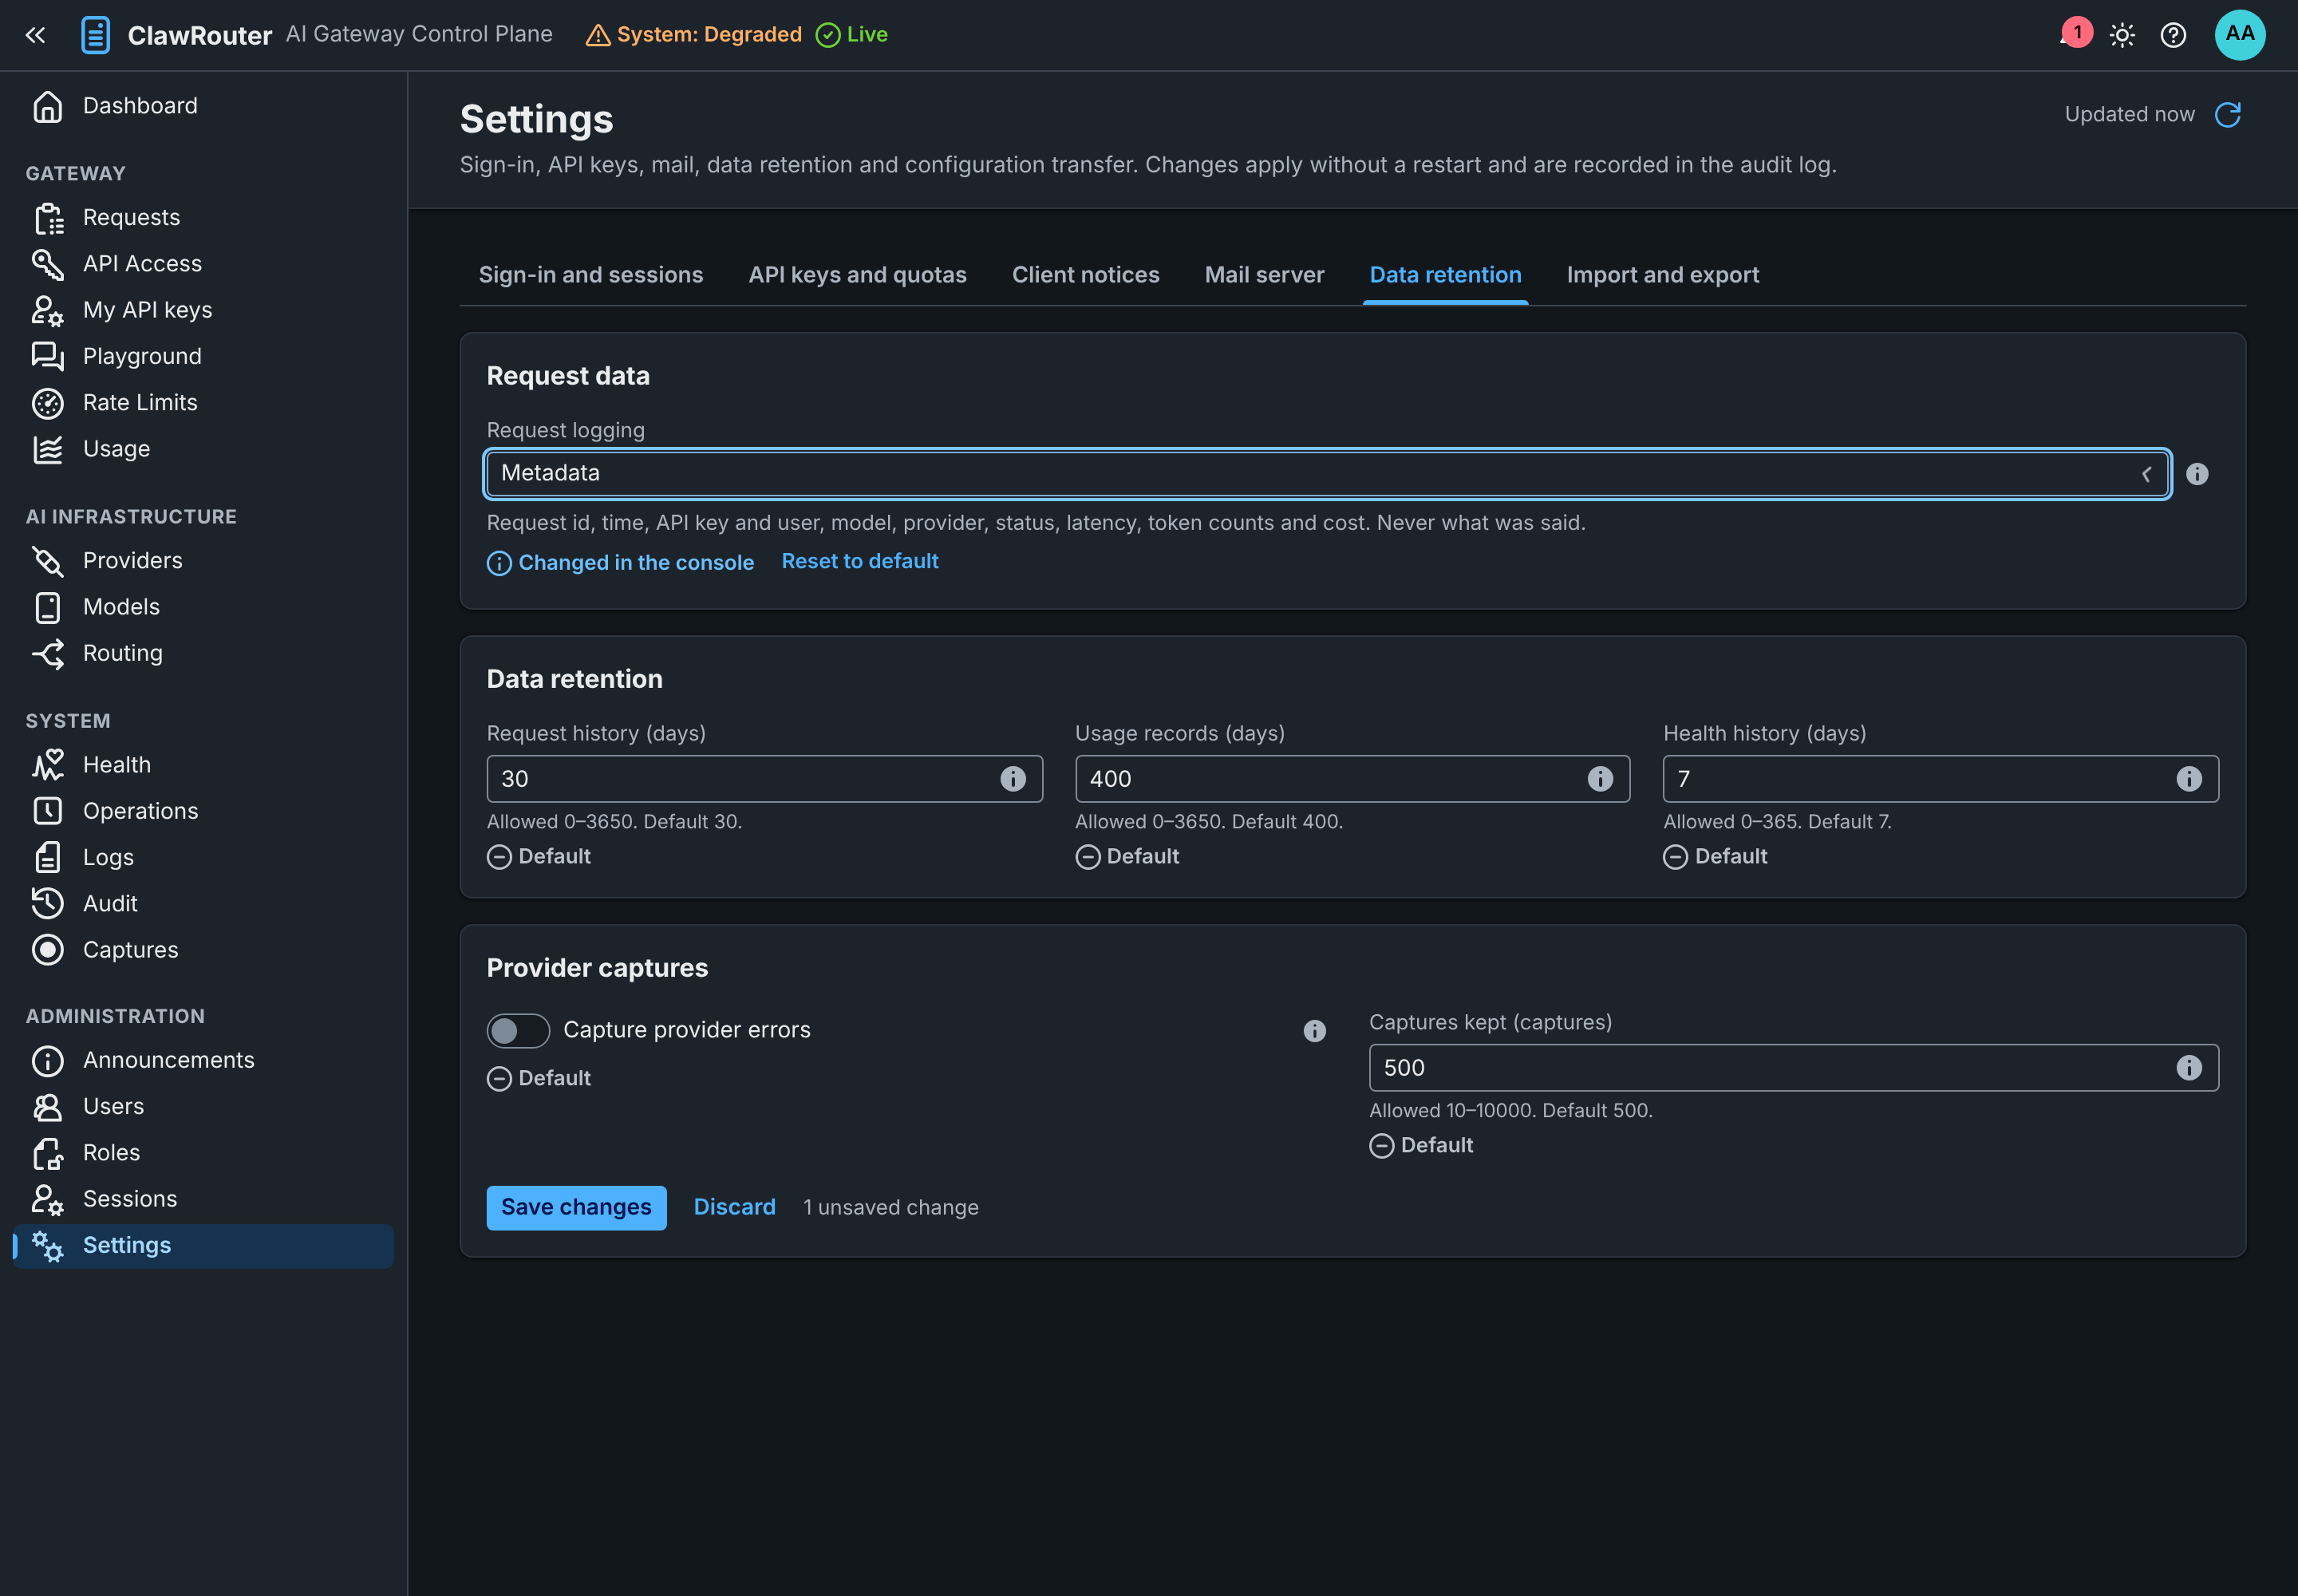 ClawRouter AI Gateway Control Plane System: Degraded Live 1 AA
Dashboard
GATEWAY
Requests
API Access
My API keys
Playground
Rate Limits
Usage
AI INFRASTRUCTURE
Providers
Models
Routing
SYSTEM
Health
Operations
Logs
Audit
Captures
ADMINISTRATION
Announcements
Users
Roles
Sessions
Settings
Settings
Updated now
Sign-in, API keys, mail, data retention and configuration transfer. Changes apply without a restart and are recorded in the audit log.
Sign-in and sessions API keys and quotas Client notices Mail server Data retention Import and export
Request data
Request logging
Metadata
Request id, time, API key and user, model, provider, status, latency, token counts and cost. Never what was said.
Changed in the console Reset to default
Data retention
Request history (days) Usage records (days) Health history (days)
30 400 7
Allowed 0–3650. Default 30. Allowed 0–3650. Default 400. Allowed 0–365. Default 7.
Default Default Default
Provider captures
Capture provider errors
Default
Captures kept (captures)
500
Allowed 10–10000. Default 500.
Default
Save changes Discard 1 unsaved change